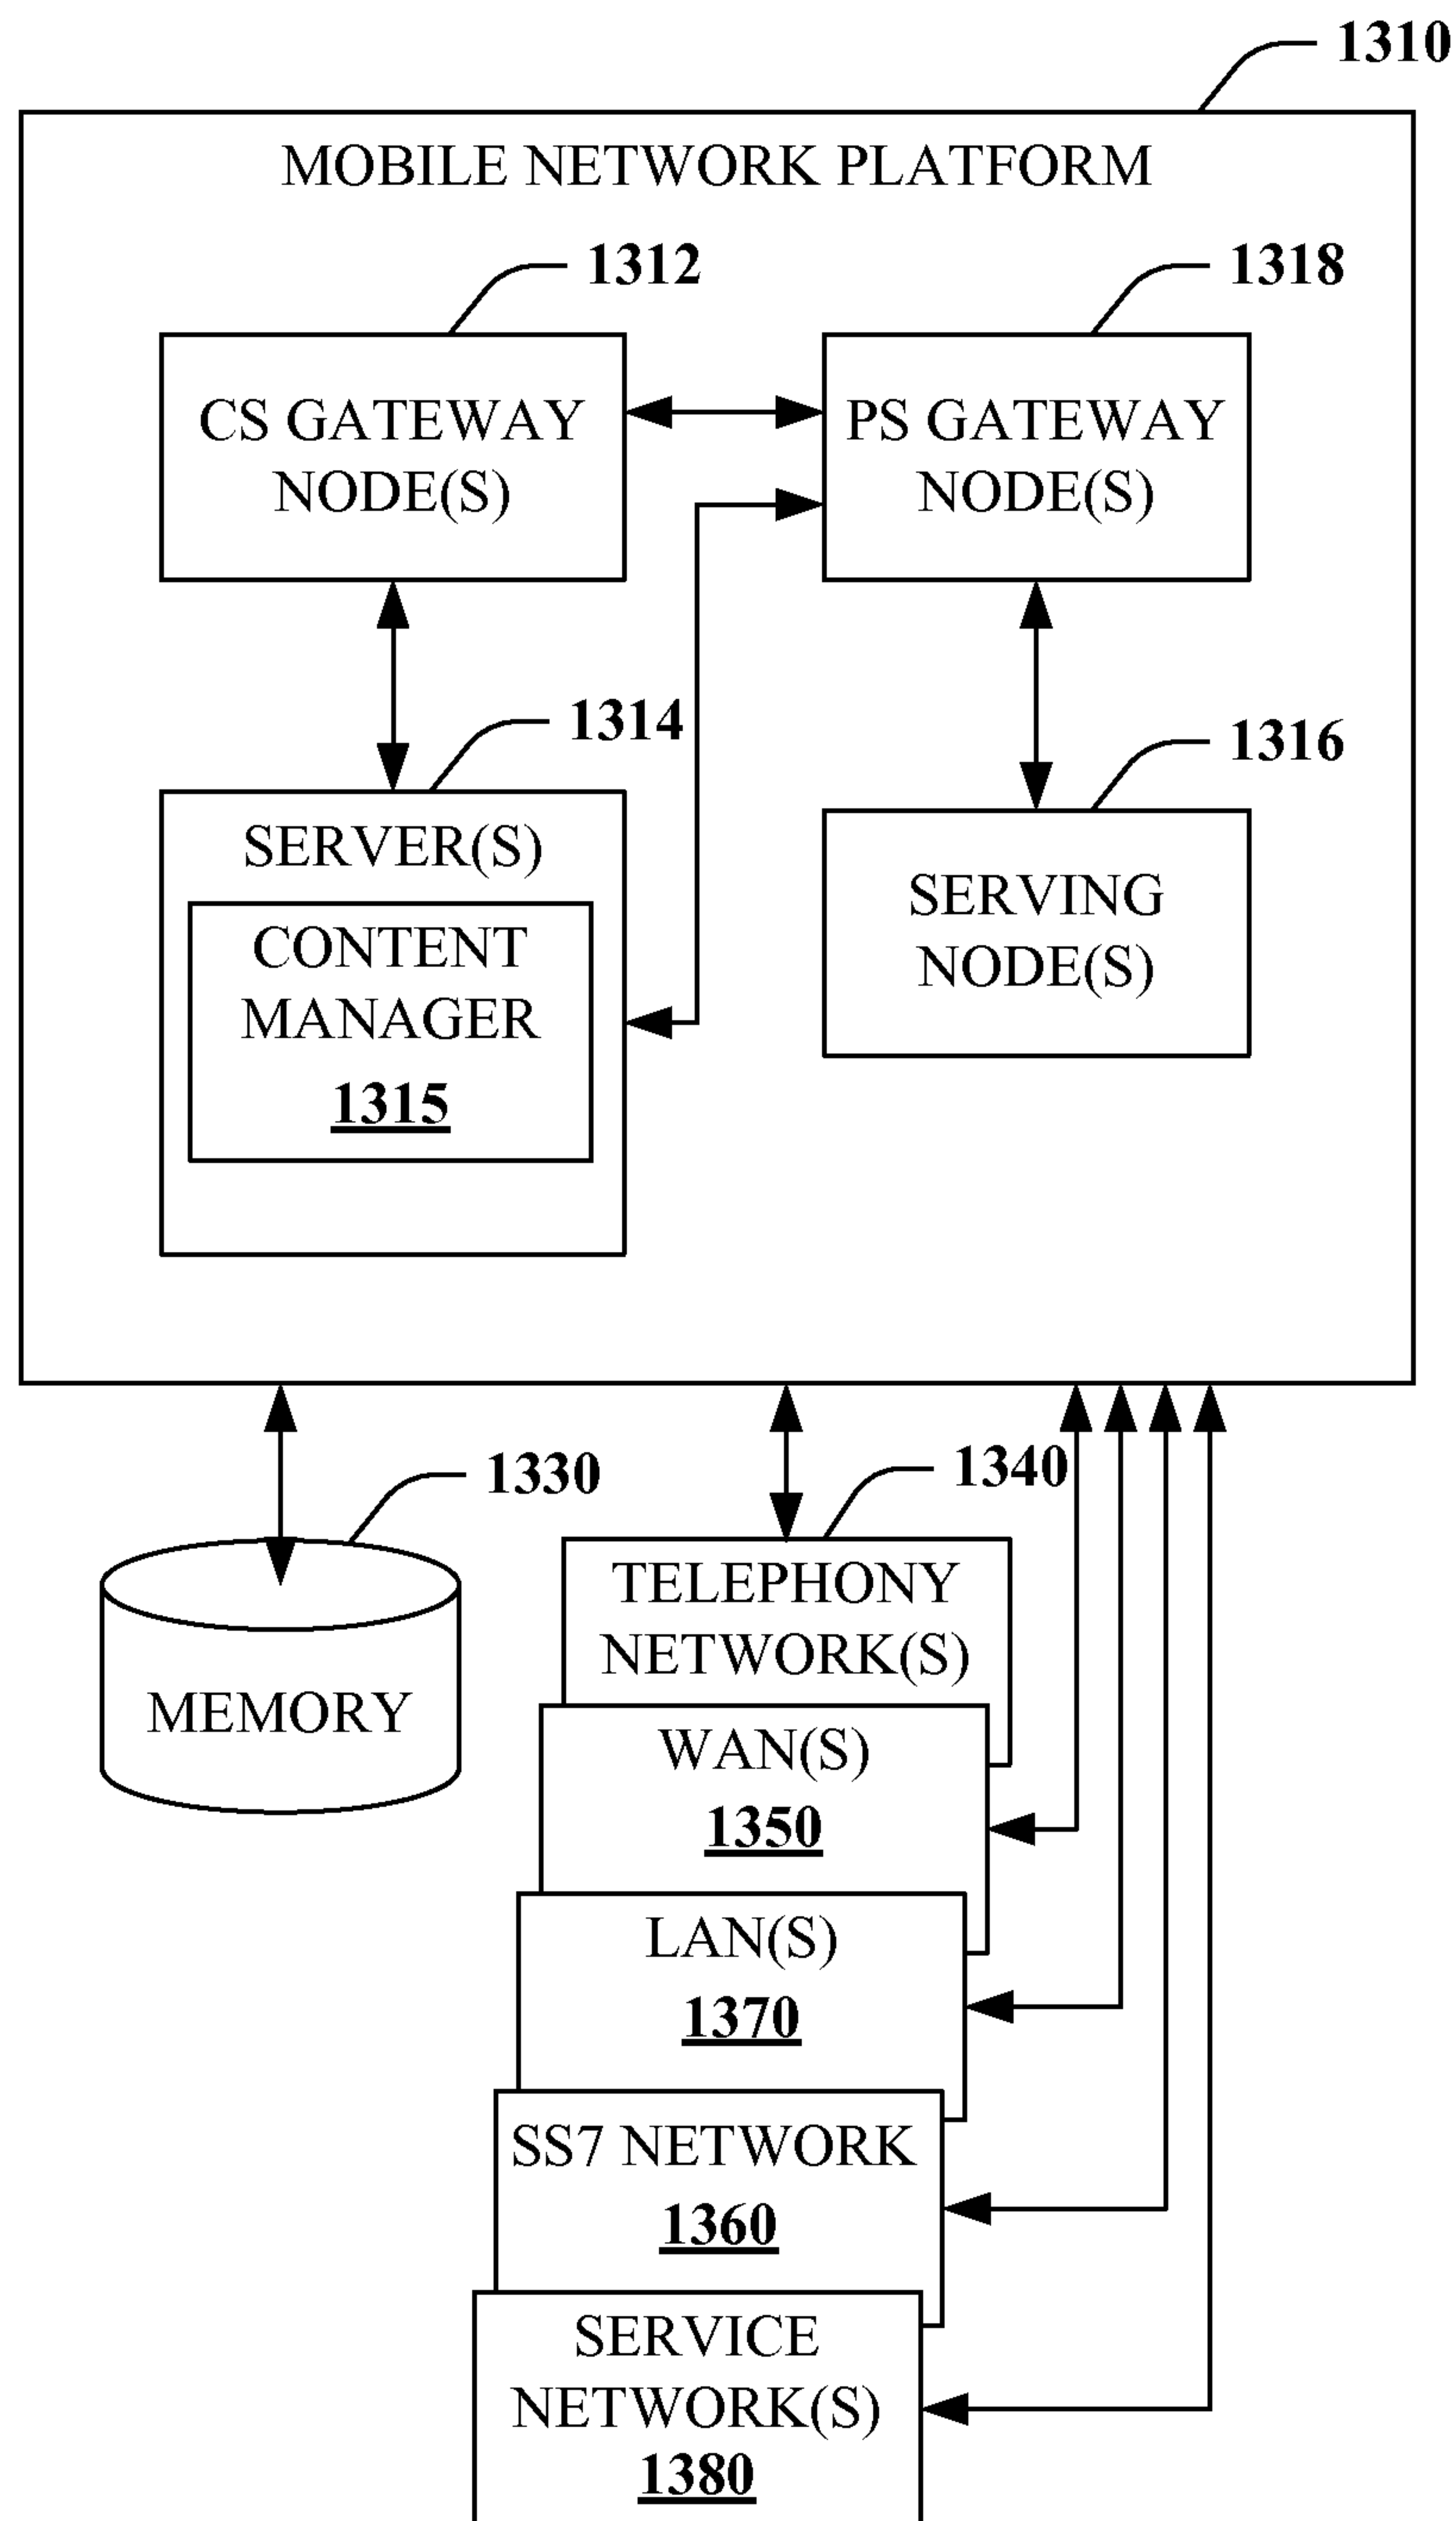 1310
MOBILE NETWORK PLATFORM
1312
1318
CS GATEWAY
NODE(S)
PS GATEWAY
NODE(S)
1314
1316
SERVER(S)
CONTENT
MANAGER
1315
SERVING
NODE(S)
1330
1340
MEMORY
TELEPHONY
NETWORK(S)
WAN(S)
1350
LAN(S)
1370
SS7 NETWORK
1360
SERVICE
NETWORK(S)
1380